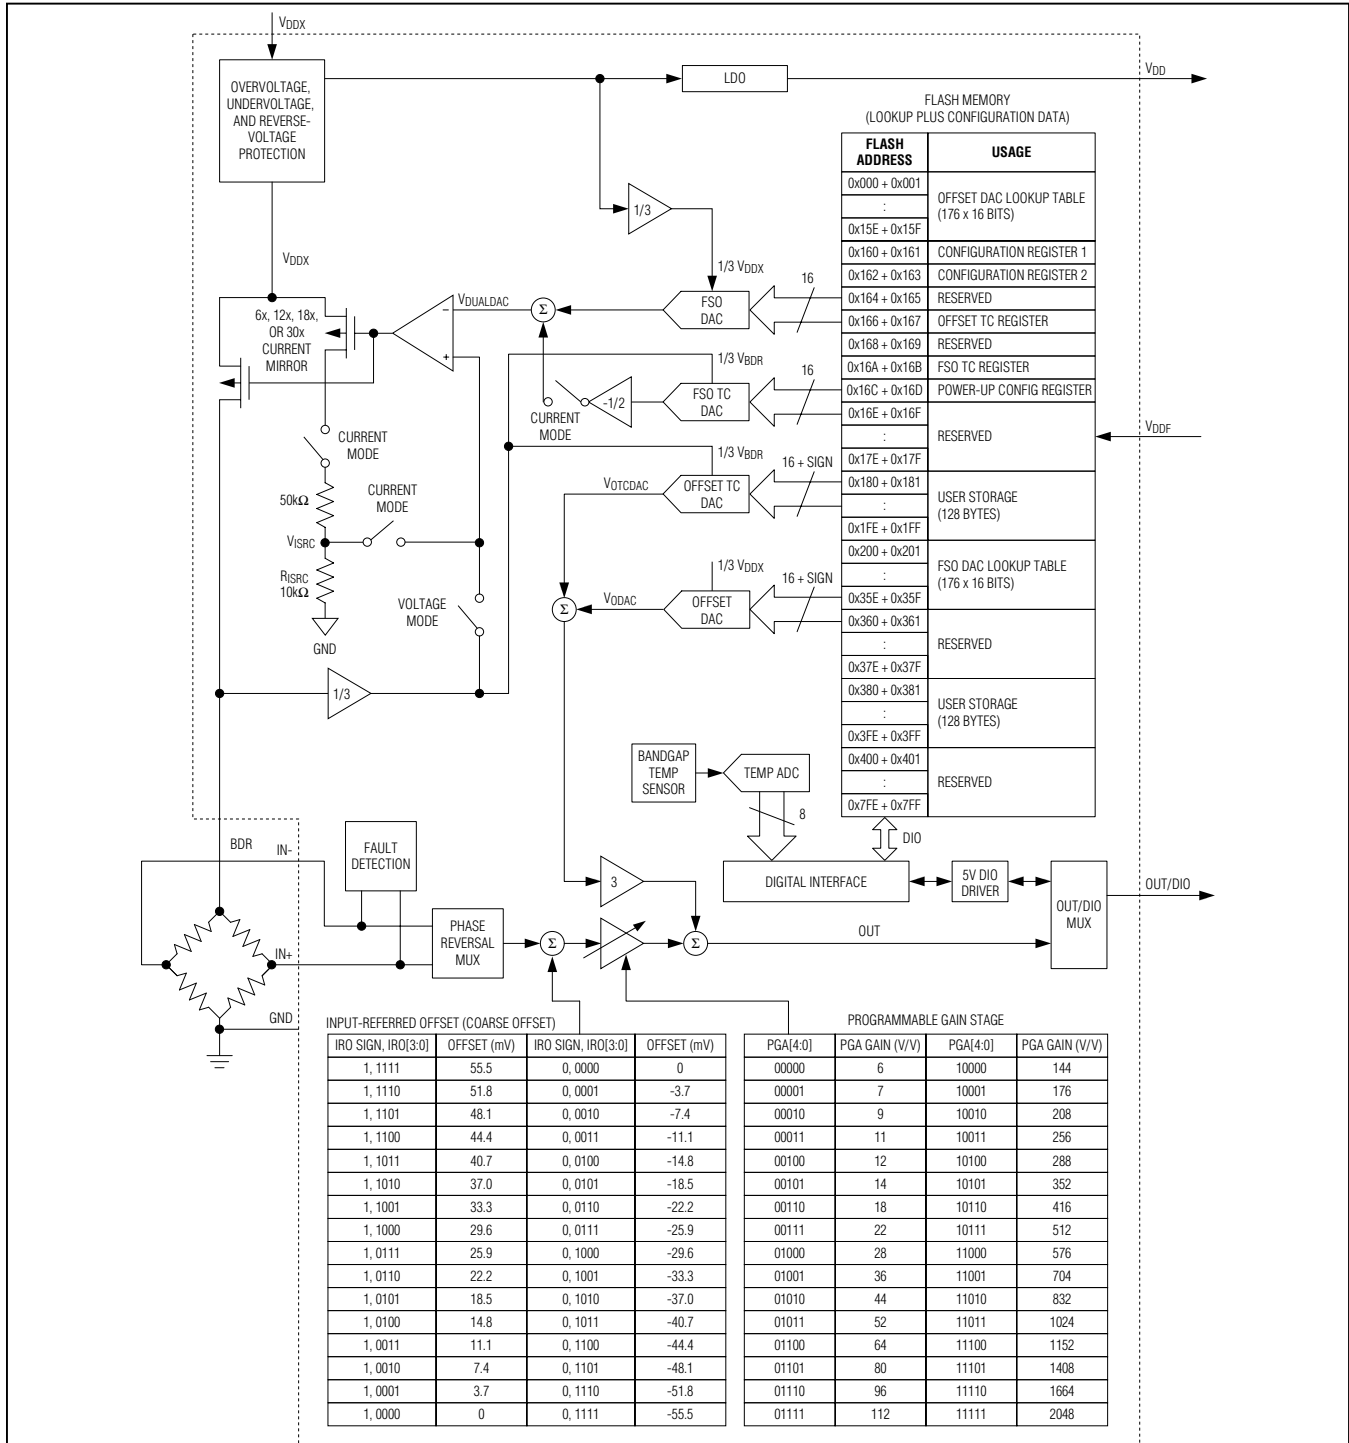 VDDX
OVERVOLTAGE,
UNDERVOLTAGE,
AND REVERSE-
VOLTAGE
PROTECTION
LDO
VDD
1/3
VDDX
1/3 VDDX
6x, 12x, 18x,
OR 30x
CURRENT
MIRROR
VDUALDAC
−
+
Σ
FSO
DAC
16
1/3 VBDR
CURRENT
MODE
-1/2
FSO TC
DAC
16
CURRENT
MODE
50kΩ
CURRENT
MODE
VISRC
RISRC
10kΩ
GND
VOLTAGE
MODE
1/3
1/3 VBDR
VOTCDAC
OFFSET TC
DAC
16 + SIGN
1/3 VDDX
Σ
VODAC
OFFSET
DAC
16 + SIGN
FLASH MEMORY
(LOOKUP PLUS CONFIGURATION DATA)
FLASH ADDRESS USAGE
0x000 + 0x001
:
0x15E + 0x15F
OFFSET DAC LOOKUP TABLE
(176 x 16 BITS)
0x160 + 0x161 CONFIGURATION REGISTER 1
0x162 + 0x163 CONFIGURATION REGISTER 2
0x164 + 0x165 RESERVED
0x166 + 0x167 OFFSET TC REGISTER
0x168 + 0x169 RESERVED
0x16A + 0x16B FSO TC REGISTER
0x16C + 0x16D POWER-UP CONFIG REGISTER
0x16E + 0x16F
:
0x17E + 0x17F
RESERVED
VDDF
0x180 + 0x181
:
0x1FE + 0x1FF
USER STORAGE
(128 BYTES)
0x200 + 0x201
:
0x35E + 0x35F
FSO DAC LOOKUP TABLE
(176 x 16 BITS)
0x360 + 0x361
:
0x37E + 0x37F
RESERVED
0x380 + 0x381
:
0x3FE + 0x3FF
USER STORAGE
(128 BYTES)
0x400 + 0x401
:
0x7FE + 0x7FF
RESERVED
BANDGAP
TEMP
SENSOR
TEMP ADC
8
DIO
DIGITAL INTERFACE
5V DIO
DRIVER
OUT/DIO
MUX
OUT/DIO
BDR
IN-
FAULT
DETECTION
IN+
GND
PHASE
REVERSAL
MUX
Σ
3
Σ
OUT
INPUT-REFERRED OFFSET (COARSE OFFSET)
IRO SIGN, IRO[3:0] OFFSET (mV) IRO SIGN, IRO[3:0] OFFSET (mV)
1, 1111 55.5 0, 0000 0
1, 1110 51.8 0, 0001 -3.7
1, 1101 48.1 0, 0010 -7.4
1, 1100 44.4 0, 0011 -11.1
1, 1011 40.7 0, 0100 -14.8
1, 1010 37.0 0, 0101 -18.5
1, 1001 33.3 0, 0110 -22.2
1, 1000 29.6 0, 0111 -25.9
1, 0111 25.9 0, 1000 -29.6
1, 0110 22.2 0, 1001 -33.3
1, 0101 18.5 0, 1010 -37.0
1, 0100 14.8 0, 1011 -40.7
1, 0011 11.1 0, 1100 -44.4
1, 0010 7.4 0, 1101 -48.1
1, 0001 3.7 0, 1110 -51.8
1, 0000 0 0, 1111 -55.5
PROGRAMMABLE GAIN STAGE
PGA[4:0] PGA GAIN (V/V) PGA[4:0] PGA GAIN (V/V)
00000 6 10000 144
00001 7 10001 176
00010 9 10010 208
00011 11 10011 256
00100 12 10100 288
00101 14 10101 352
00110 18 10110 416
00111 22 10111 512
01000 28 11000 576
01001 36 11001 704
01010 44 11010 832
01011 52 11011 1024
01100 64 11100 1152
01101 80 11101 1408
01110 96 11110 1664
01111 112 11111 2048